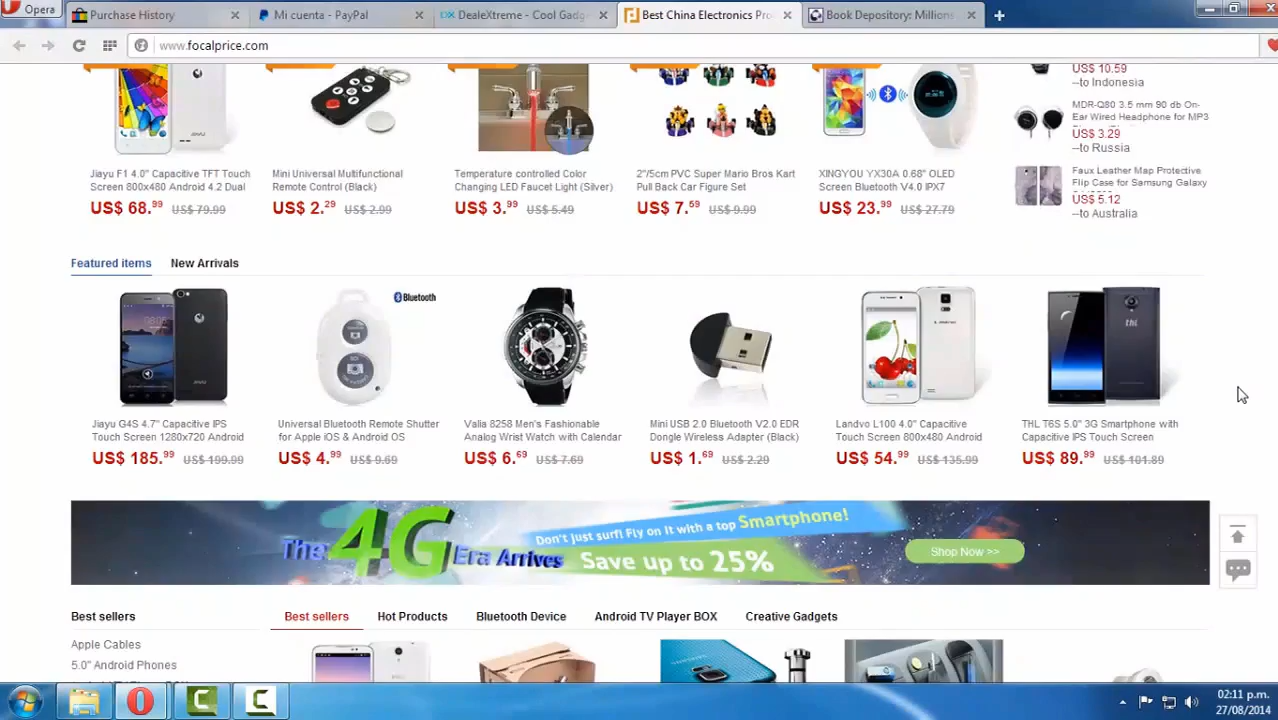 Opera
Purchase History
Mi cuenta - PayPal
DealeXtreme - Cool Gadg
Best China Electronics Pro
Book Depository: Millions
www.focalprice.com
Jiayu F1 4.0" Capacitive TFT Touch
Screen 800x480 Android 4.2 Dual
US$ 68.99 US$ 79.99
Mini Universal Multifunctional
Remote Control (Black)
US$ 2.29 US$ 2.99
Temperature controlled Color
Changing LED Faucet Light (Silver)
US$ 3.99 US$ 5.49
2"/5cm PVC Super Mario Bros Kart
Pull Back Car Figure Set
US$ 7.59 US$ 9.99
XINGYOU YX30A 0.68" OLED
Screen Bluetooth V4.0 IPX7
US$ 23.99 US$ 27.79
US$ 10.59
--to Indonesia
MDR-Q80 3.5 mm 90 db On-
Ear Wired Headphone for MP3
US$ 3.29
--to Russia
Faux Leather Map Protective
Flip Case for Samsung Galaxy
US$ 5.12
--to Australia
Featured items
New Arrivals
Bluetooth
Jiayu G4S 4.7" Capacitive IPS
Touch Screen 1280x720 Android
US$ 185.99 US$ 199.99
Universal Bluetooth Remote Shutter
for Apple iOS & Android OS
US$ 4.99 US$ 9.69
Valia 8258 Men's Fashionable
Analog Wrist Watch with Calendar
US$ 6.69 US$ 7.69
Mini USB 2.0 Bluetooth V2.0 EDR
Dongle Wireless Adapter (Black)
US$ 1.69 US$ 2.29
Landvo L100 4.0" Capacitive
Touch Screen 800x480 Android
US$ 54.99 US$ 135.99
thl
THL T6S 5.0" 3G Smartphone with
Capacitive IPS Touch Screen
US$ 89.99 US$ 101.89
The 4G Era Arrives
Don't just surf! Fly on it with a top Smartphone!
Save up to 25%
Shop Now >>
Best sellers
Apple Cables
5.0" Android Phones
Best sellers
Hot Products
Bluetooth Device
Android TV Player BOX
Creative Gadgets
02:11 p.m.
27/08/2014